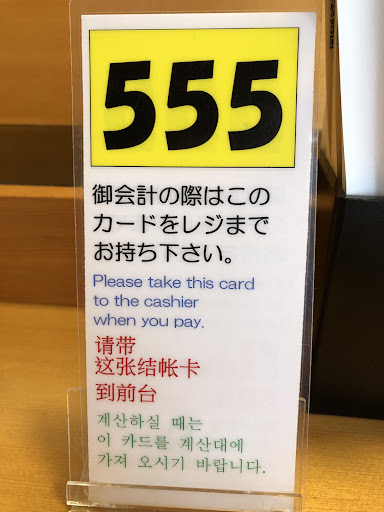 555
御会計の際はこの
カードをレジまで
お持ち下さい。
Please take this card
to the cashier
when you pay.
请带
这张结帐卡
到前台
계산하실 때는
이 카드를 계산대에
가져 오시기 바랍니다.